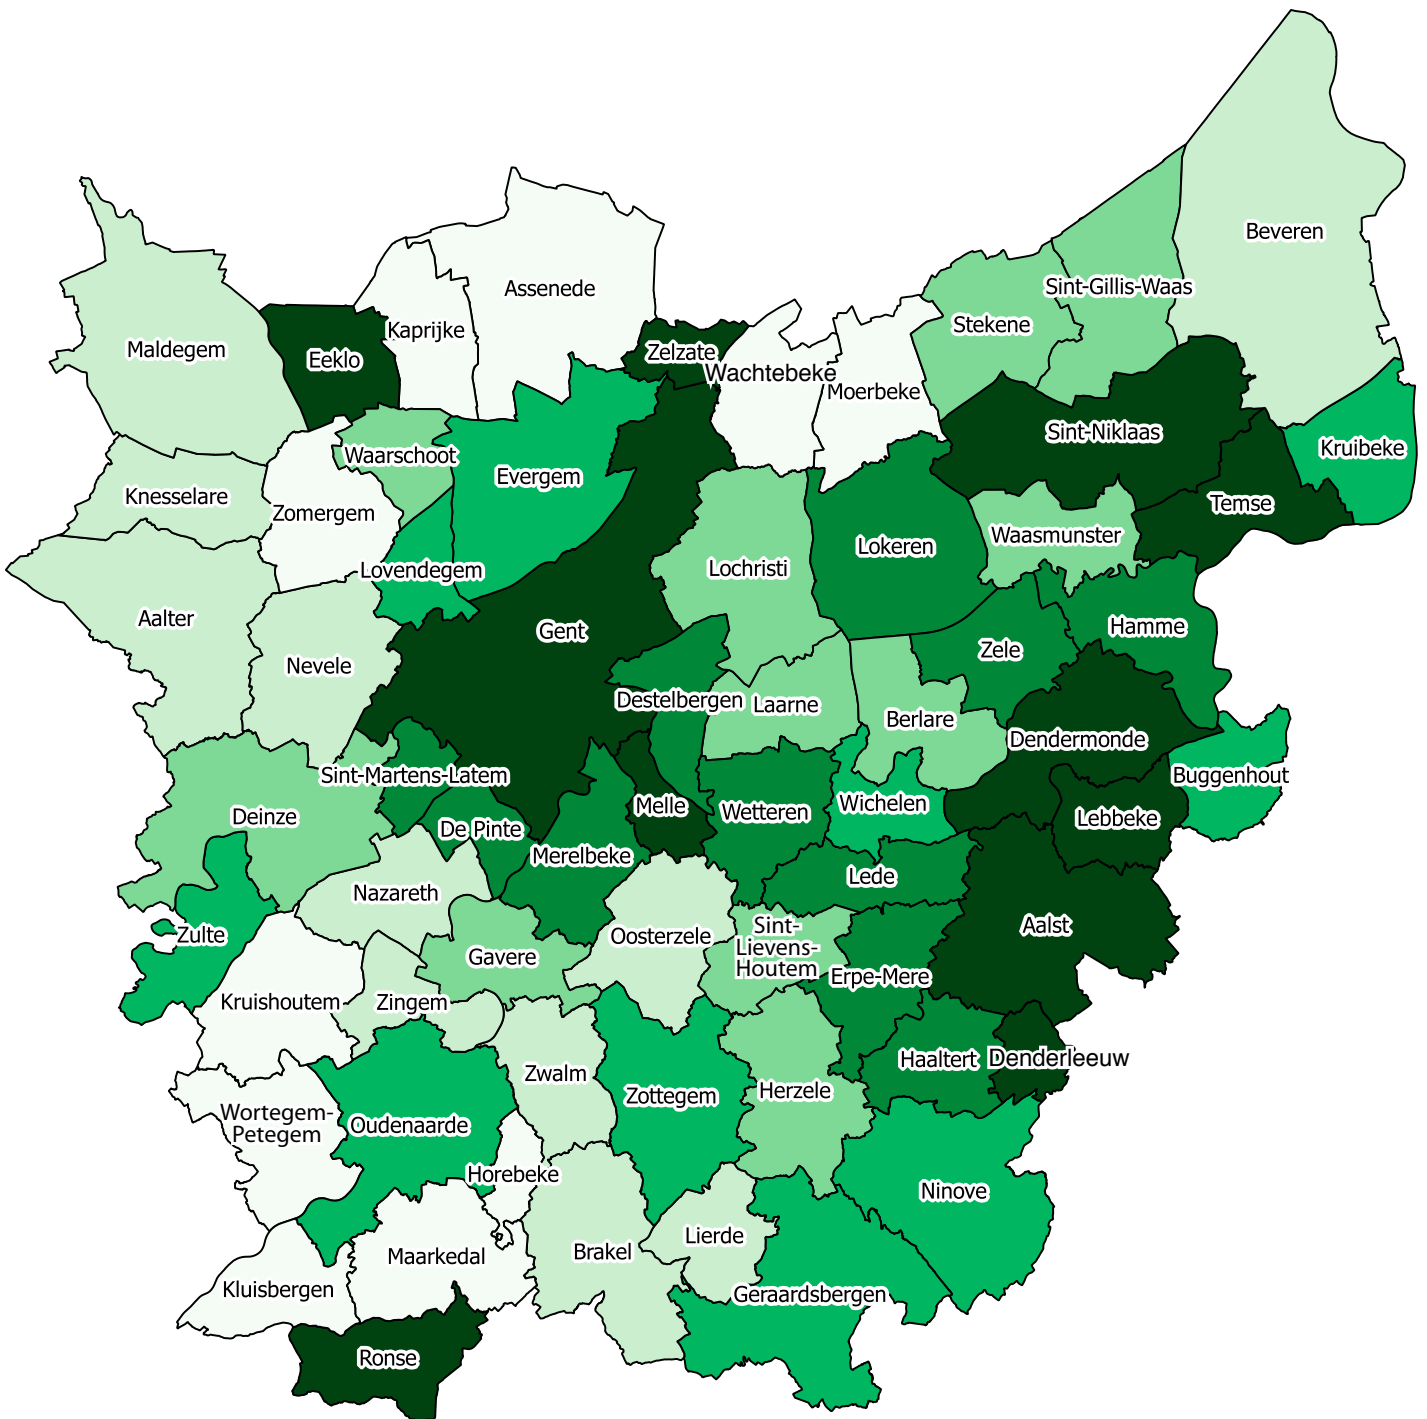 Beveren
Sint-Gillis-Waas
Assenede
Stekene
Kaprijke
Maldegem
Eeklo
Zelzate
Wachtebeke
Moerbeke
Sint-Niklaas
Kruibeke
Waarschoot
Evergem
Knesselare
Temse
Zomergem
Waasmunster
Lokeren
Lovendegem
Lochristi
Aalter
Gent
Hamme
Zele
Nevele
Destelbergen
Laarne
Berlare
Dendermonde
Sint-Martens-Latem
Buggenhout
Wichelen
Melle
Wetteren
Deinze
Lebbeke
De Pinte
Merelbeke
Lede
Nazareth
Sint-
Lievens-
Houtem
Aalst
Zulte
Oosterzele
Gavere
Erpe-Mere
Kruishoutem
Zingem
Haaltert
Denderleeuw
Zwalm
Herzele
Zottegem
Wortegem-
Petegem
Oudenaarde
Horebeke
Ninove
Lierde
Brakel
Maarkedal
Kluisbergen
Geraardsbergen
Ronse